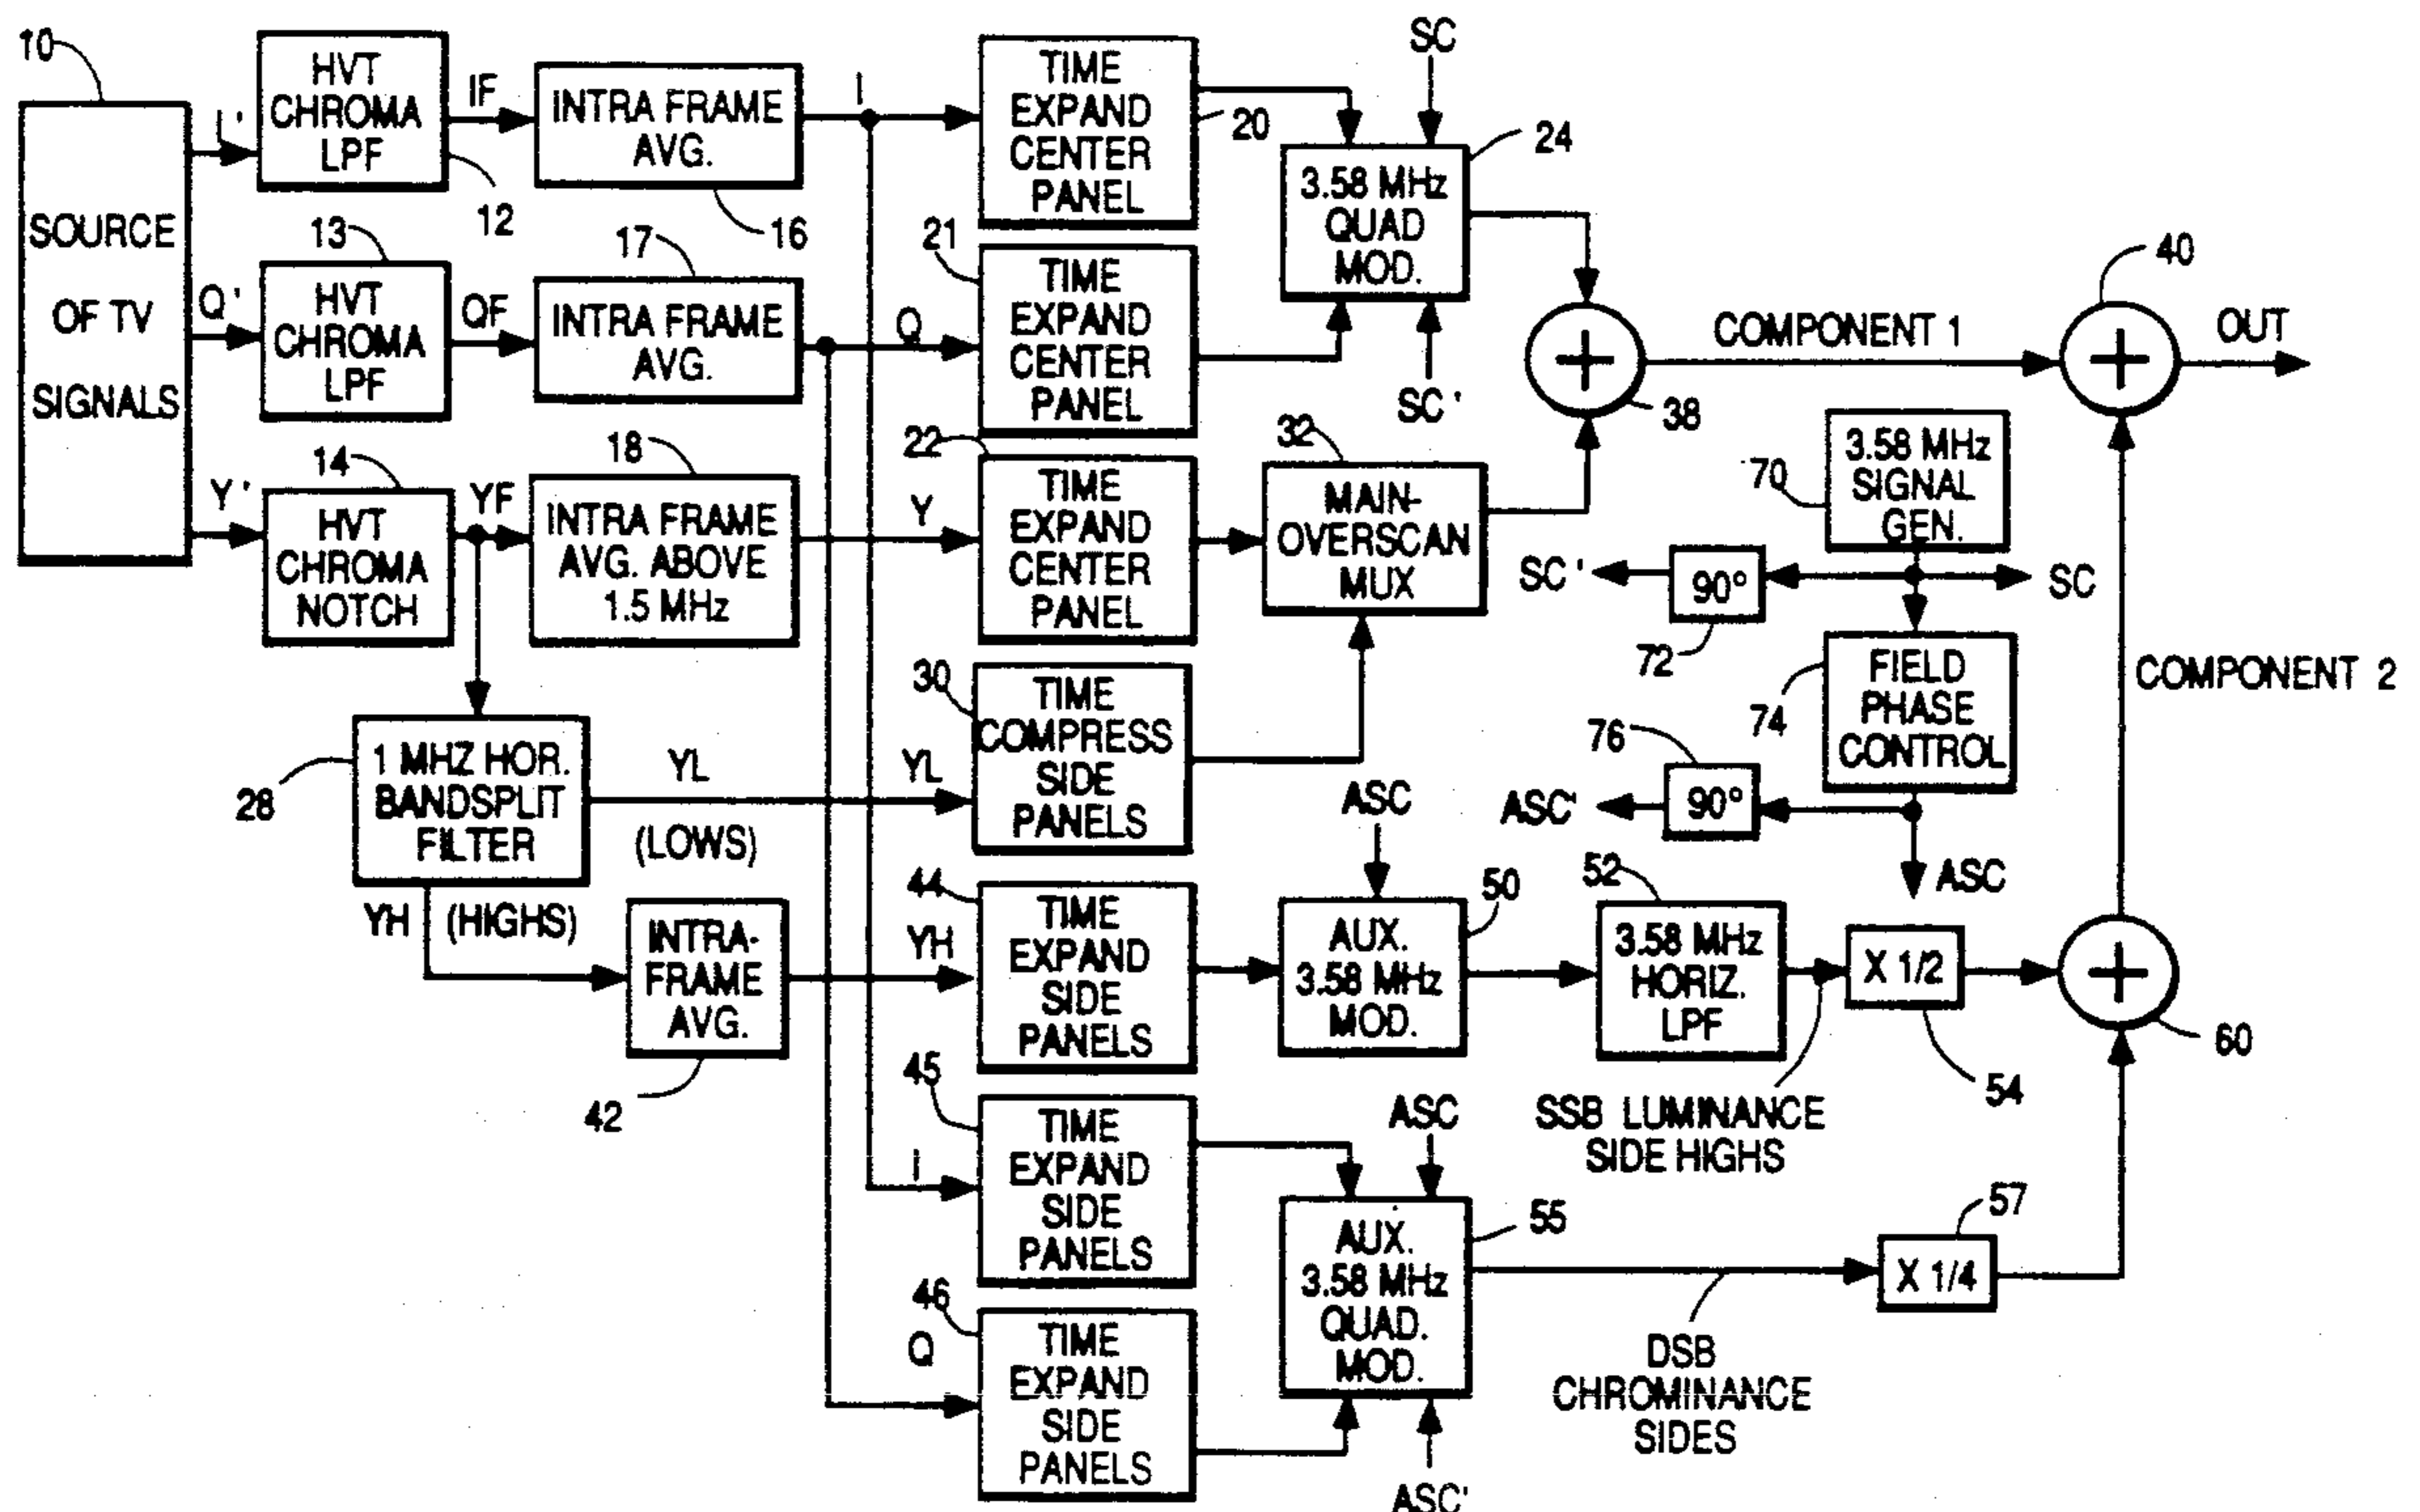 10
SOURCE
OF TV
SIGNALS
I'
HVT
CHROMA
LPF
12
IF
INTRA FRAME
AVG.
16
I
TIME
EXPAND
CENTER
PANEL
20
SC
3.58 MHz
QUAD
MOD.
24
SC'
Q'
13
HVT
CHROMA
LPF
QF
17
INTRA FRAME
AVG.
Q
21
TIME
EXPAND
CENTER
PANEL
38
COMPONENT 1
40
OUT
Y'
14
HVT
CHROMA
NOTCH
YF
18
INTRA FRAME
AVG. ABOVE
1.5 MHz
Y
22
TIME
EXPAND
CENTER
PANEL
32
MAIN-
OVERSCAN
MUX
70
3.58 MHz
SIGNAL
GEN.
SC'
90°
72
SC
74
FIELD
PHASE
CONTROL
COMPONENT 2
76
ASC'
90°
ASC
28
1 MHZ HOR.
BANDSPLIT
FILTER
YL
(LOWS)
YL
30
TIME
COMPRESS
SIDE
PANELS
YH (HIGHS)
INTRA-
FRAME
AVG.
42
YH
44
TIME
EXPAND
SIDE
PANELS
ASC
AUX.
3.58 MHz
MOD.
50
52
3.58 MHz
HORIZ.
LPF
SSB LUMINANCE
SIDE HIGHS
X 1/2
54
60
I
45
TIME
EXPAND
SIDE
PANELS
ASC
AUX.
3.58 MHz
QUAD.
MOD.
55
ASC'
Q
46
TIME
EXPAND
SIDE
PANELS
DSB
CHROMINANCE
SIDES
57
X 1/4